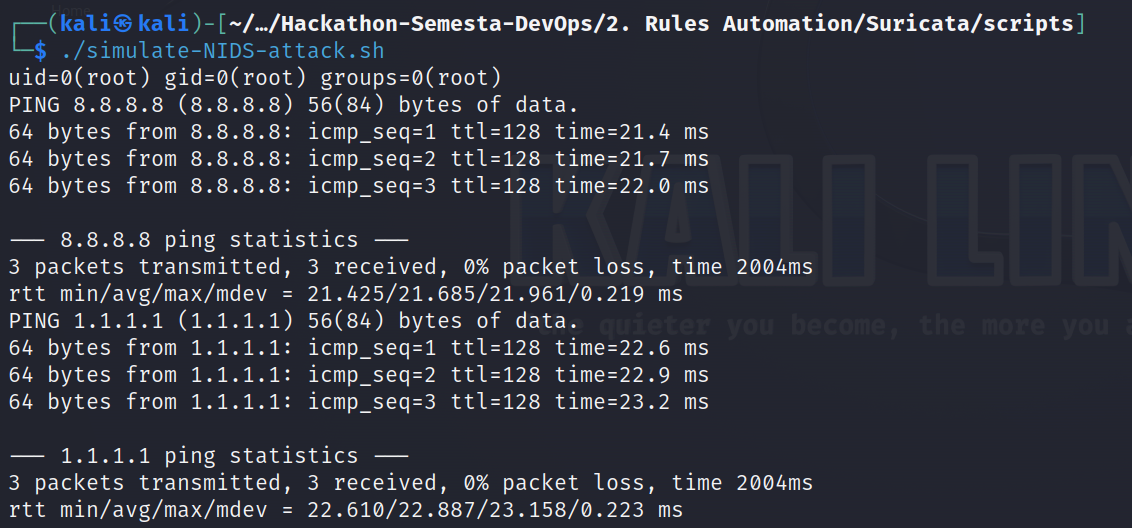 Home
┌──(kali㉿kali)-[~/…/Hackathon-Semesta-DevOps/2. Rules Automation/Suricata/scripts]
└─$ ./simulate-NIDS-attack.sh
uid=0(root) gid=0(root) groups=0(root)
PING 8.8.8.8 (8.8.8.8) 56(84) bytes of data.
64 bytes from 8.8.8.8: icmp_seq=1 ttl=128 time=21.4 ms
64 bytes from 8.8.8.8: icmp_seq=2 ttl=128 time=21.7 ms
64 bytes from 8.8.8.8: icmp_seq=3 ttl=128 time=22.0 ms
--- 8.8.8.8 ping statistics ---
3 packets transmitted, 3 received, 0% packet loss, time 2004ms
rtt min/avg/max/mdev = 21.425/21.685/21.961/0.219 ms
PING 1.1.1.1 (1.1.1.1) 56(84) bytes of data.
64 bytes from 1.1.1.1: icmp_seq=1 ttl=128 time=22.6 ms
64 bytes from 1.1.1.1: icmp_seq=2 ttl=128 time=22.9 ms
64 bytes from 1.1.1.1: icmp_seq=3 ttl=128 time=23.2 ms
--- 1.1.1.1 ping statistics ---
3 packets transmitted, 3 received, 0% packet loss, time 2004ms
rtt min/avg/max/mdev = 22.610/22.887/23.158/0.223 ms
KALI LIN
quieter you become, the more you a